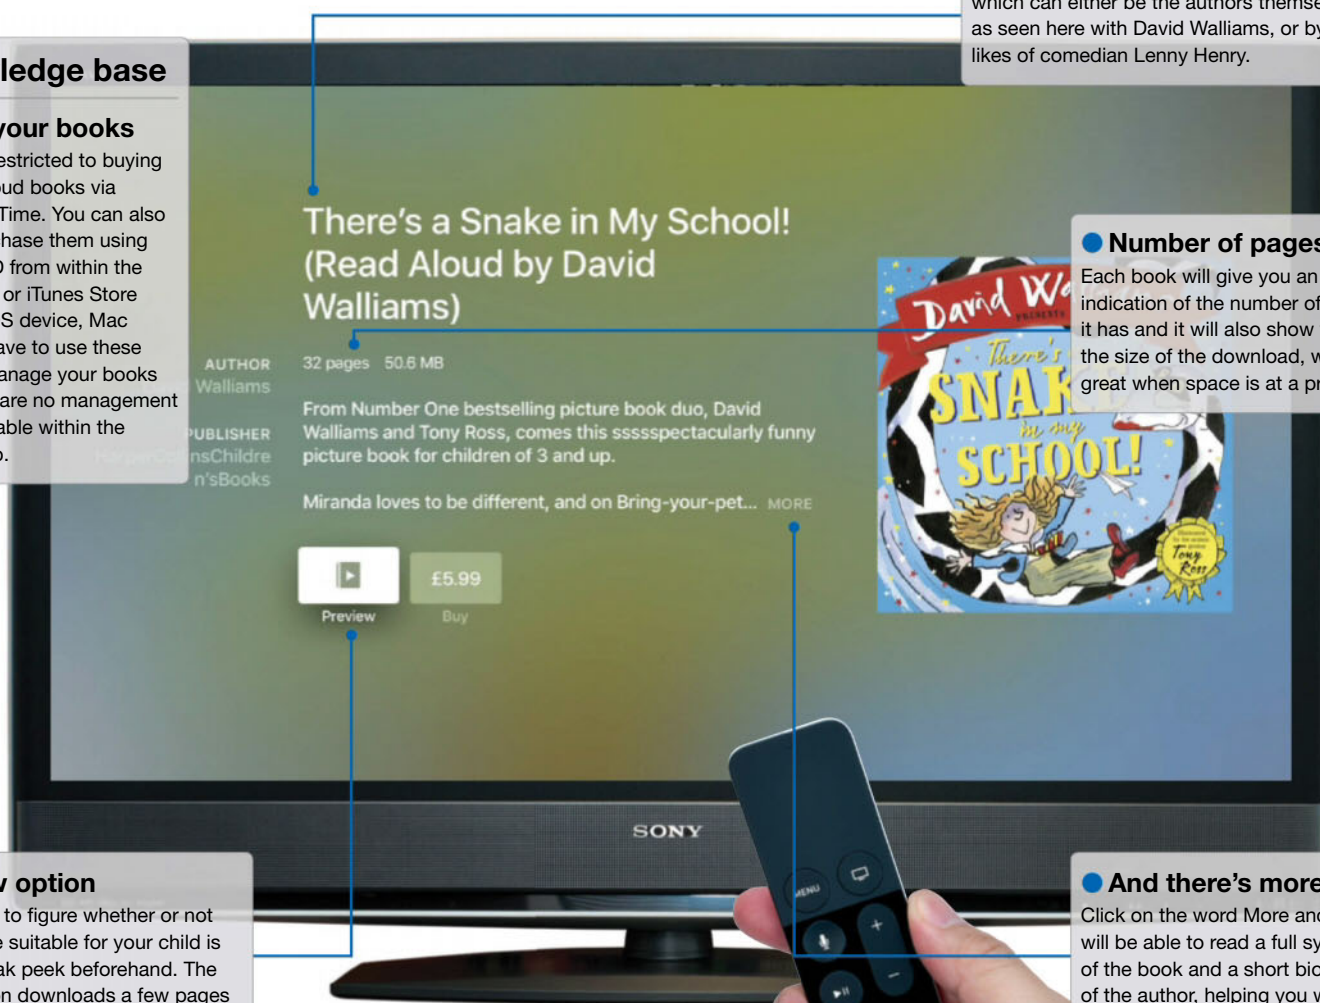 which can either be the authors themse
as seen here with David Walliams, or by
likes of comedian Lenny Henry.
ledge base
your books
estricted to buying
oud books via
Time. You can also
hase them using
D from within the
or iTunes Store
S device, Mac
ave to use these
anage your books
are no management
able within the
o.
There's a Snake in My School!
(Read Aloud by David
Walliams)
32 pages 50.6 MB
AUTHOR
Walliams
PUBLISHER
HarperCollinsChildre
n'sBooks
From Number One bestselling picture book duo, David
Walliams and Tony Ross, comes this ssssspectacularly funny
picture book for children of 3 and up.
Miranda loves to be different, and on Bring-your-pet... MORE
Preview
£5.99
Buy
Number of pages
Each book will give you an
indication of the number of
it has and it will also show
the size of the download, w
great when space is at a pr
David Wa
PRESENTS
There's
SNAK
in my
SCHOOL!
Illustrated
Tony
Ross
SONY
MENU
w option
to figure whether or not
e suitable for your child is
ak peek beforehand. The
on downloads a few pages
And there's more
Click on the word More and
will be able to read a full sy
of the book and a short bio
of the author, helping you w